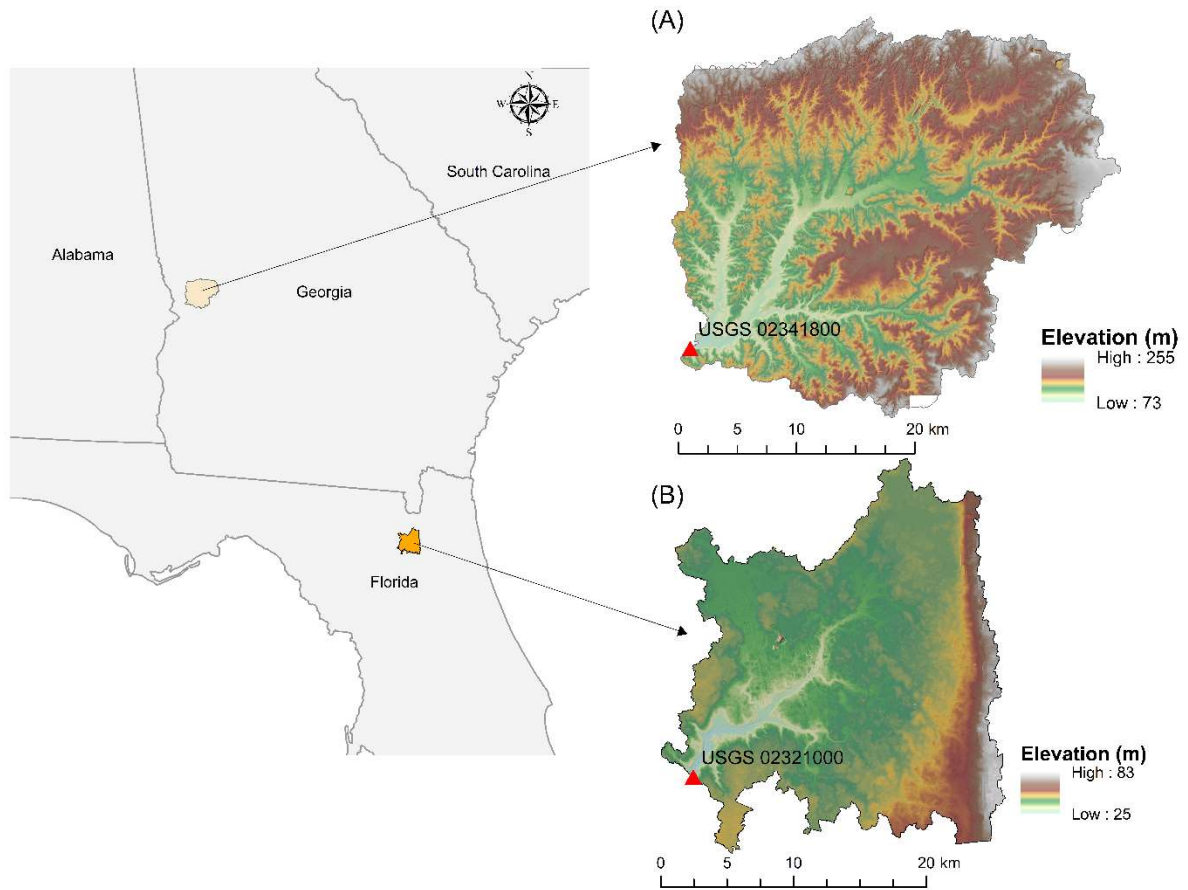 (A)
N
W E
S
South Carolina
Alabama
Georgia
USGS 02341800
Elevation (m)
High : 255
Low : 73
0 5 10 20 km
(B)
Florida
USGS 02321000
Elevation (m)
High : 83
Low : 25
0 5 10 20 km